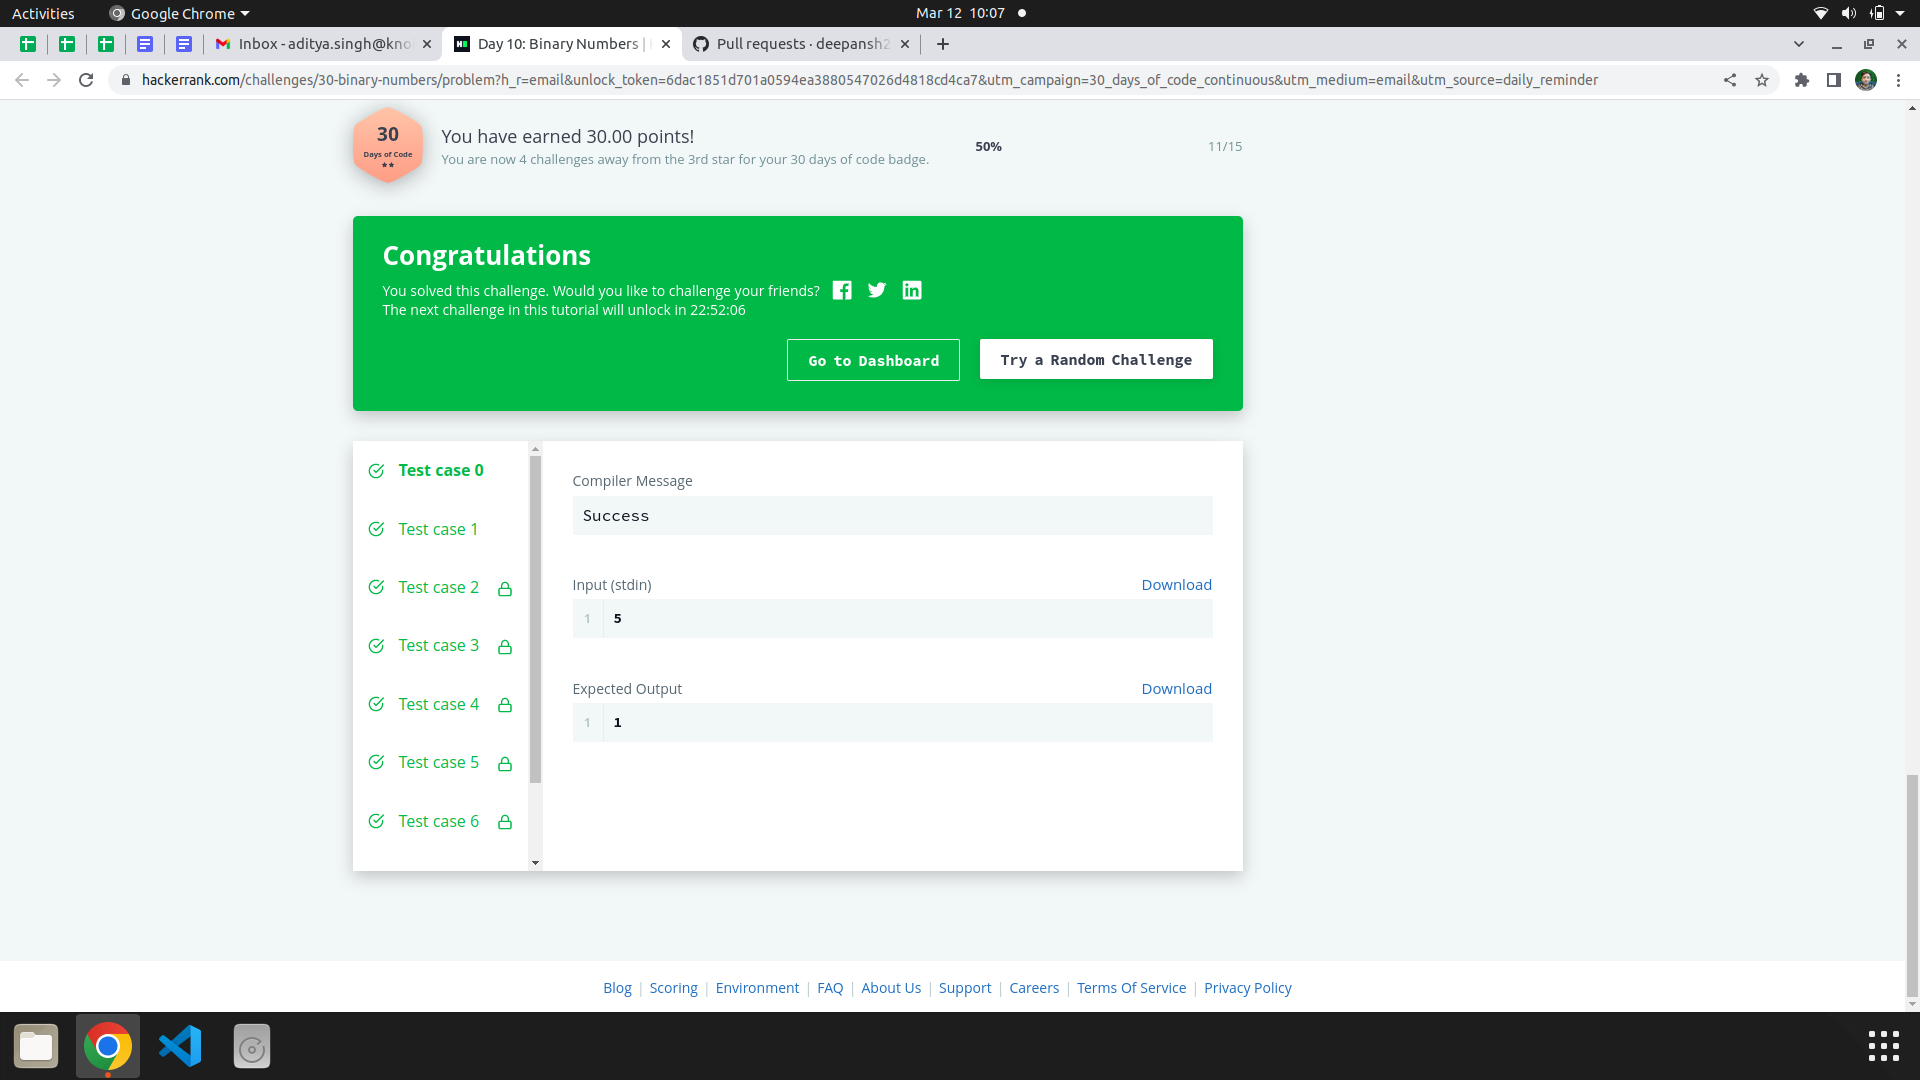 Activities
Google Chrome
Mar 12 10:07
Inbox - aditya.singh@kno
Day 10: Binary Numbers |
Pull requests · deepansh2
hackerrank.com/challenges/30-binary-numbers/problem?h_r=email&unlock_token=6dac1851d701a0594ea3880547026d4818cd4ca7&utm_campaign=30_days_of_code_continuous&utm_medium=email&utm_source=daily_reminder
30
Days of Code
You have earned 30.00 points!
You are now 4 challenges away from the 3rd star for your 30 days of code badge.
50%
11/15
Congratulations
You solved this challenge. Would you like to challenge your friends?
The next challenge in this tutorial will unlock in 22:52:06
Go to Dashboard
Try a Random Challenge
Test case 0
Test case 1
Test case 2
Test case 3
Test case 4
Test case 5
Test case 6
Compiler Message
Success
Input (stdin)
Download
1 5
Expected Output
Download
1 1
Blog | Scoring | Environment | FAQ | About Us | Support | Careers | Terms Of Service | Privacy Policy